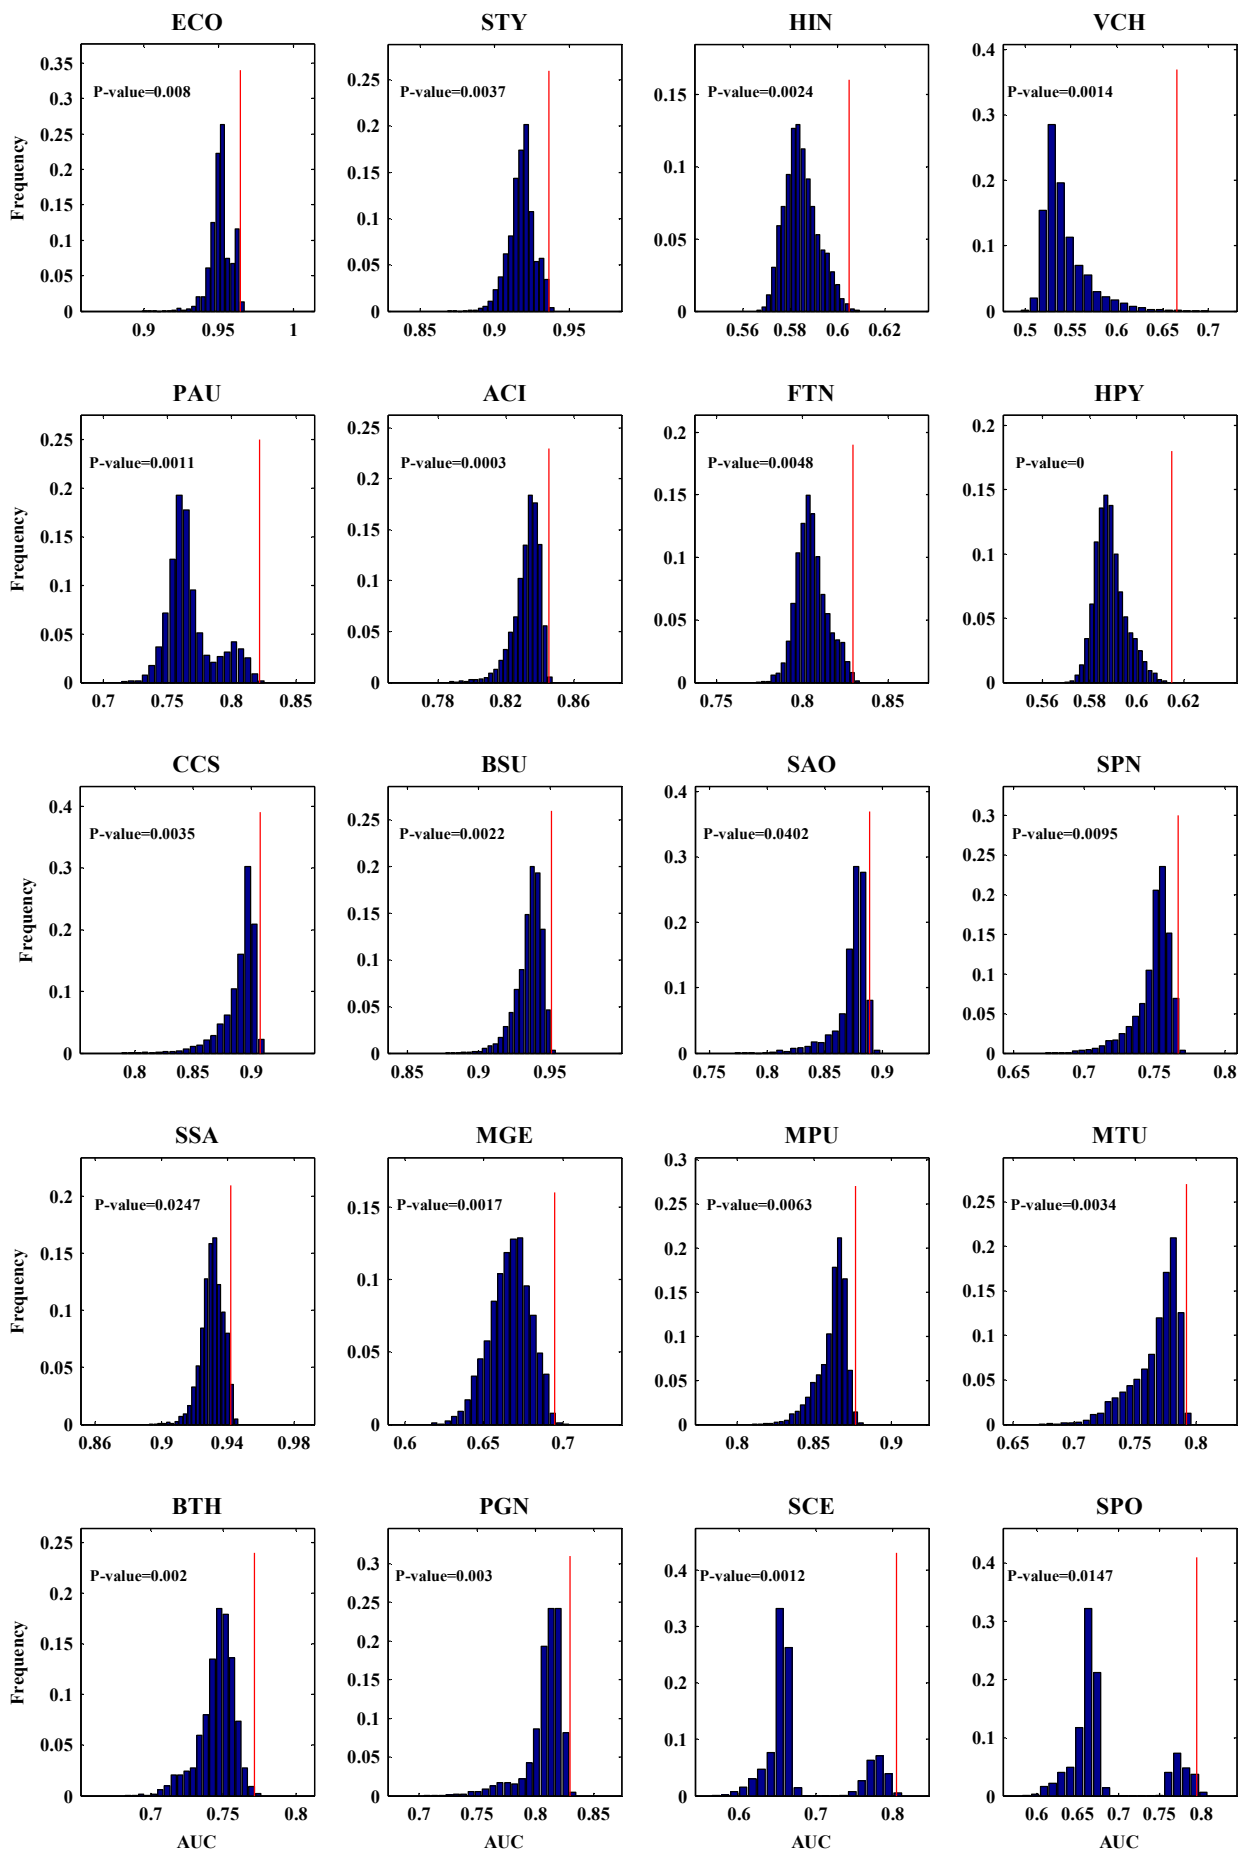 ECO STY HIN VCH
Frequency
0.35
0.3
0.25
0.2
0.15
0.1
0.05
0
P-value=0.008
0.9 0.95 1
0.25
0.2
0.15
0.1
0.05
0
P-value=0.0037
0.85 0.9 0.95
0.15
0.1
0.05
0
P-value=0.0024
0.56 0.58 0.6 0.62
0.4
0.3
0.2
0.1
0
P-value=0.0014
0.5 0.55 0.6 0.65 0.7
PAU ACI FTN HPY
Frequency
0.25
0.2
0.15
0.1
0.05
0
P-value=0.0011
0.7 0.75 0.8 0.85
0.25
0.2
0.15
0.1
0.05
0
P-value=0.0003
0.78 0.82 0.86
0.2
0.15
0.1
0.05
0
P-value=0.0048
0.75 0.8 0.85
0.2
0.15
0.1
0.05
0
P-value=0
0.56 0.58 0.6 0.62
CCS BSU SAO SPN
Frequency
0.4
0.3
0.2
0.1
0
P-value=0.0035
0.8 0.85 0.9
0.25
0.2
0.15
0.1
0.05
0
P-value=0.0022
0.85 0.9 0.95
0.4
0.3
0.2
0.1
0
P-value=0.0402
0.75 0.8 0.85 0.9
0.3
0.25
0.2
0.15
0.1
0.05
0
P-value=0.0095
0.65 0.7 0.75 0.8
SSA MGE MPU MTU
Frequency
0.2
0.15
0.1
0.05
0
P-value=0.0247
0.86 0.9 0.94 0.98
0.15
0.1
0.05
0
P-value=0.0017
0.6 0.65 0.7
0.3
0.25
0.2
0.15
0.1
0.05
0
P-value=0.0063
0.8 0.85 0.9
0.25
0.2
0.15
0.1
0.05
0
P-value=0.0034
0.65 0.7 0.75 0.8
BTH PGN SCE SPO
Frequency
0.25
0.2
0.15
0.1
0.05
0
P-value=0.002
0.7 0.75 0.8
AUC
0.3
0.25
0.2
0.15
0.1
0.05
0
P-value=0.003
0.7 0.75 0.8 0.85
AUC
0.4
0.3
0.2
0.1
0
P-value=0.0012
0.6 0.7 0.8
AUC
0.4
0.3
0.2
0.1
0
P-value=0.0147
0.6 0.65 0.7 0.75 0.8
AUC